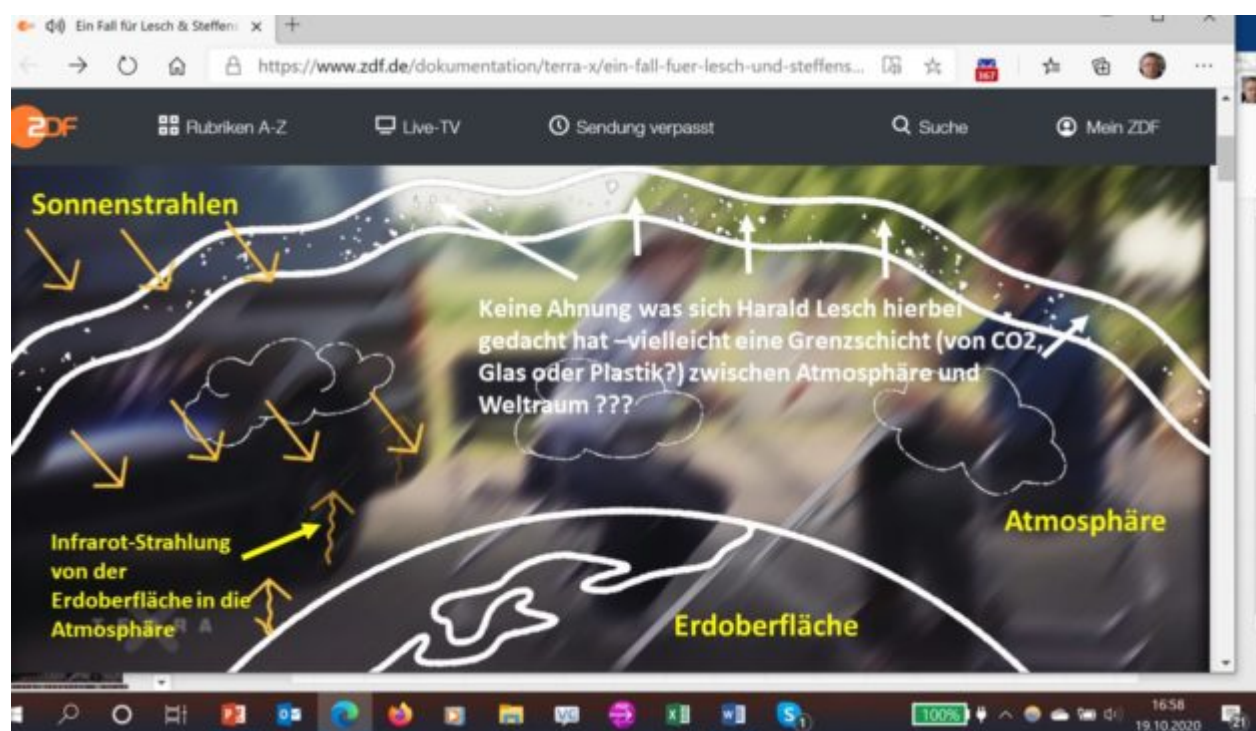 Ein Fall für Lesch & Steffens
https://www.zdf.de/dokumentation/terra-x/ein-fall-fuer-lesch-und-steffens...
367
ZDF
Rubriken A-Z
Live-TV
Sendung verpasst
Suche
Mein ZDF
Sonnenstrahlen
Keine Ahnung was sich Harald Lesch hierbei
gedacht hat –vielleicht eine Grenzschicht (von CO2,
Glas oder Plastik?) zwischen Atmosphäre und
Weltraum ???
Infrarot-Strahlung
von der
Erdoberfläche in die
Atmosphäre
Atmosphäre
Erdoberfläche
100%
16:58
19.10.2020
21